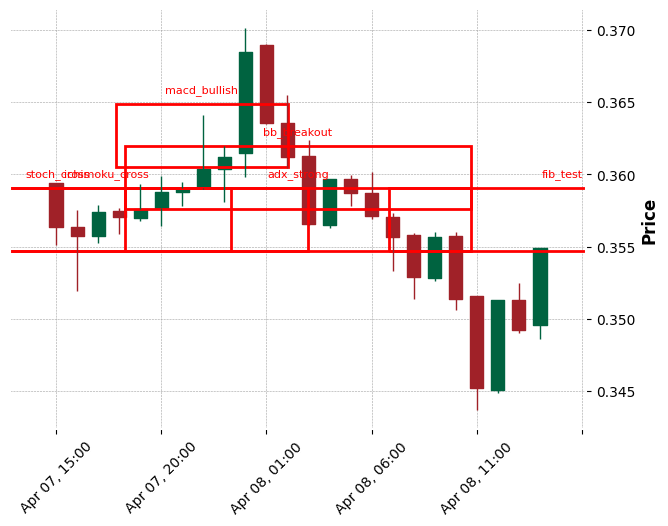 0.370
macd_bullish
0.365
bb_breakout
stoch_cross
ichimoku_cross
adx_strong
fib_test
0.360
Price
0.355
0.350
0.345
Apr 07, 15:00
Apr 07, 20:00
Apr 08, 01:00
Apr 08, 06:00
Apr 08, 11:00